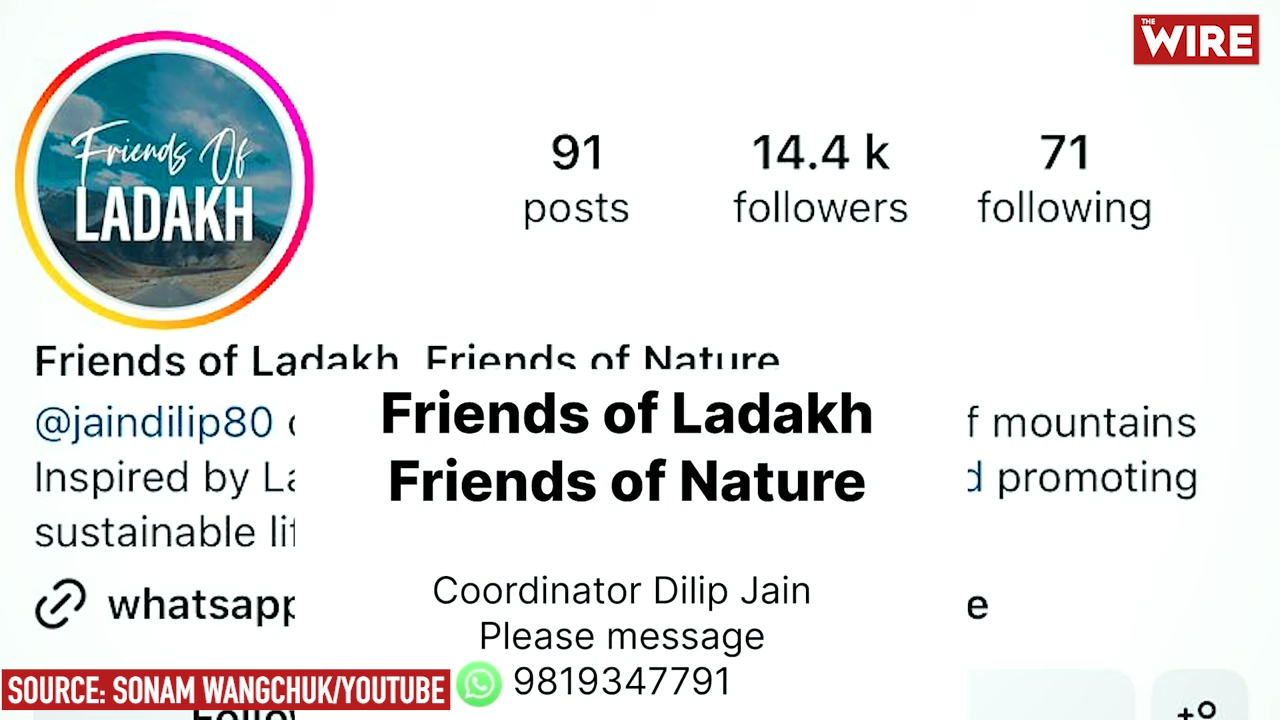 THE
WIRE
Friends Of
LADAKH
91
14.4 k
71
posts
followers
following
Friends of Ladakh Friends of Nature
@jaindilip80
f mountains
Inspired by
promoting
sustainable
whatsapp
Friends of Ladakh
Friends of Nature
Coordinator Dilip Jain
Please message
9819347791
SOURCE: SONAM WANGCHUK/YOUTUBE